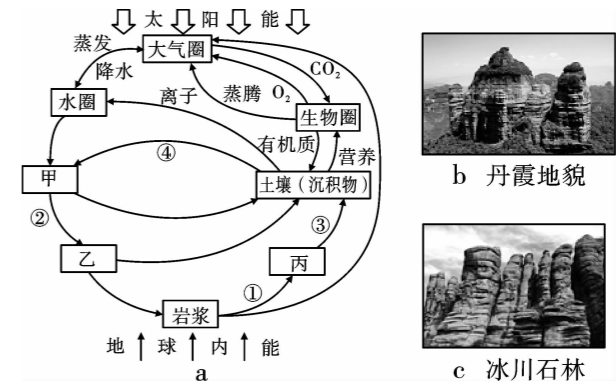 太 阳 能
蒸发
大气圈
降水
CO₂
水圈
离子
蒸腾
O₂
生物圈
④
有机质
营养
甲
土壤（沉积物）
②
③
乙
丙
①
岩浆
地 球 内 能
a
b 丹霞地貌
c 冰川石林